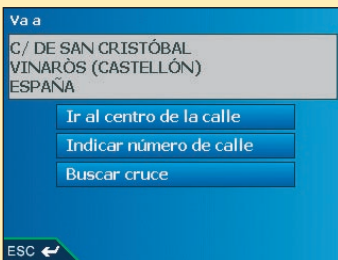 Va a
C/ DE SAN CRISTÓBAL
VINARÒS (CASTELLÓN)
ESPAÑA
Ir al centro de la calle
Indicar número de calle
Buscar cruce
ESC